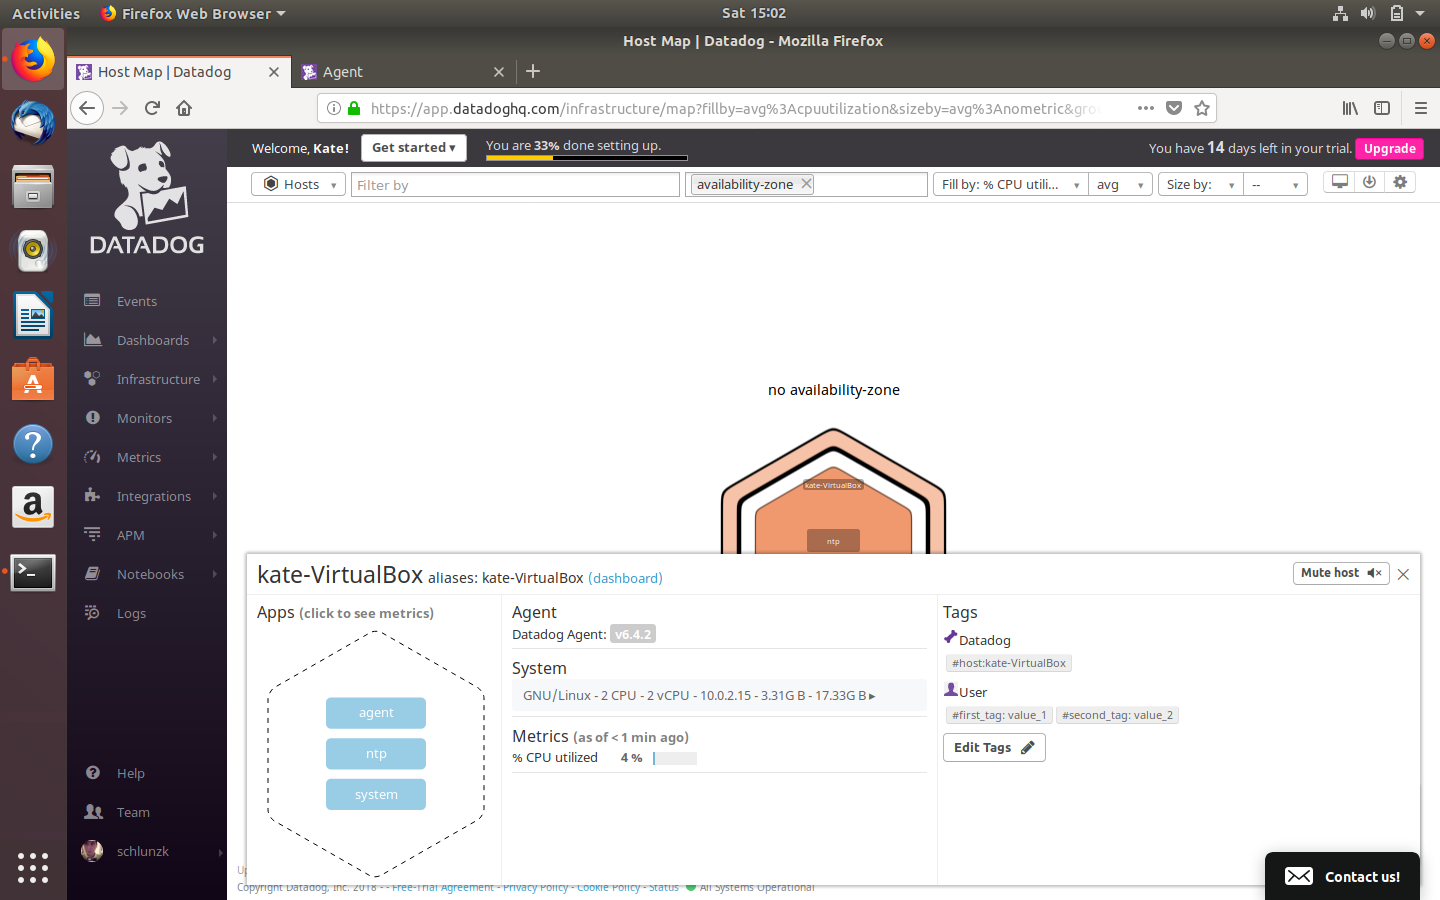 Activities Firefox Web Browser Sat 15:02
Host Map | Datadog - Mozilla Firefox
Host Map | Datadog Agent
https://app.datadoghq.com/infrastructure/map?fillby=avg%3Acpuutilization&sizeby=avg%3Anometric&gro
Welcome, Kate! Get started ▾ You are 33% done setting up. You have 14 days left in your trial. Upgrade
Hosts Filter by availability-zone Fill by: % CPU utili... avg Size by: --
DATADOG
Events
Dashboards
Infrastructure
Monitors
Metrics
Integrations
APM
Notebooks
Logs
Help
Team
schlunzk
no availability-zone
kate-VirtualBox
ntp
kate-VirtualBox aliases: kate-VirtualBox (dashboard) Mute host
Apps (click to see metrics)
agent
ntp
system
Agent
Datadog Agent: v6.4.2
System
GNU/Linux - 2 CPU - 2 vCPU - 10.0.2.15 - 3.31G B - 17.33G B ▸
Metrics (as of < 1 min ago)
% CPU utilized 4 %
Tags
Datadog
#host:kate-VirtualBox
User
#first_tag: value_1 #second_tag: value_2
Edit Tags
Up
Copyright Datadog, Inc. 2018 - - Free-Trial Agreement - Privacy Policy - Cookie Policy - Status All Systems Operational
Contact us!